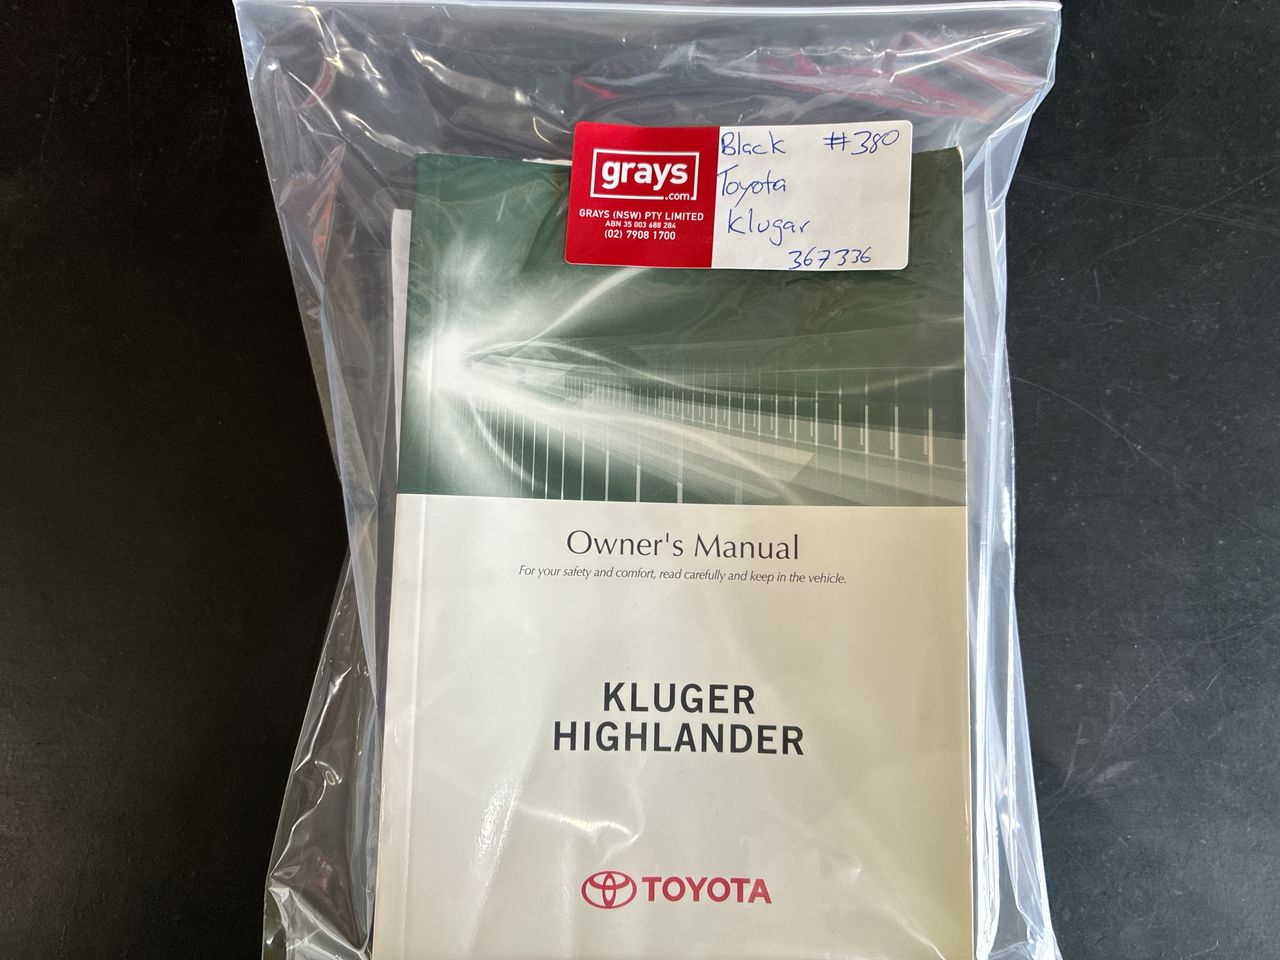 grays
.com
GRAYS (NSW) PTY LIMITED
ABN 35 003 688 284
(02) 7908 1700
Black #380
Toyota
Klugar
367336
Owner's Manual
For your safety and comfort, read carefully and keep in the vehicle.
KLUGER
HIGHLANDER
TOYOTA